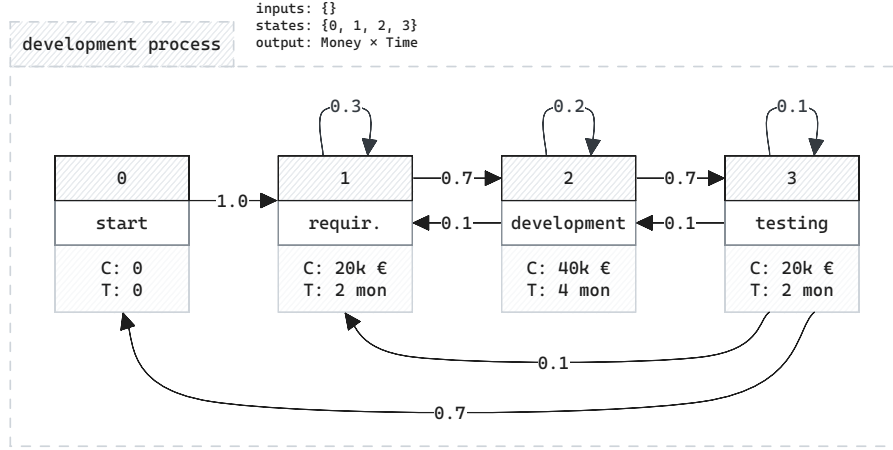 inputs: {}
states: {0, 1, 2, 3}
output: Money × Time
development process
0.3
0.2
0.1
0
1
2
3
0.7
0.7
1.0
start
requir.
development
testing
0.1
0.1
C: 0
T: 0
C: 20k €
T: 2 mon
C: 40k €
T: 4 mon
C: 20k €
T: 2 mon
0.1
0.7